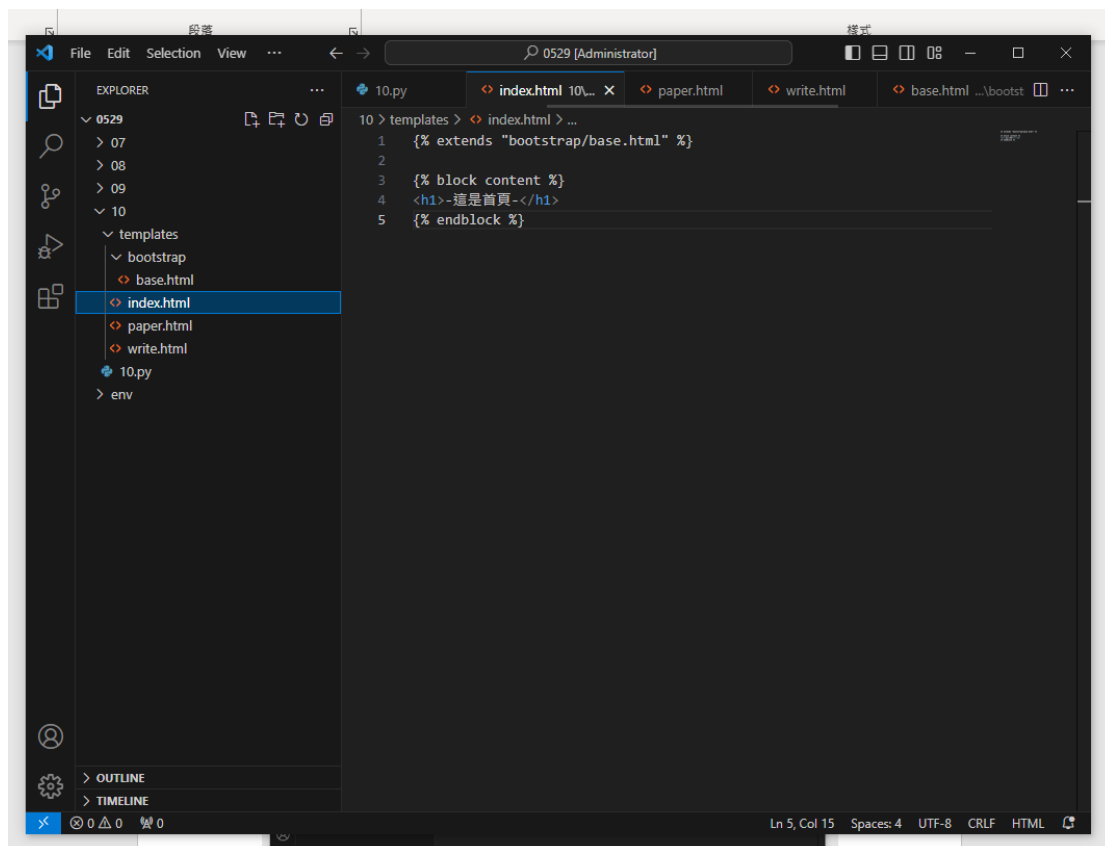 段落
樣式
File Edit Selection View ··· 0529 [Administrator]
EXPLORER ···
10.py index.html 10\... paper.html write.html base.html ...\bootst ···
0529
10 > templates > index.html > ...
07
08
09
10
templates
bootstrap
base.html
index.html
paper.html
write.html
10.py
env
1 {% extends "bootstrap/base.html" %}
2
3 {% block content %}
4 <h1>-這是首頁-</h1>
5 {% endblock %}
OUTLINE
TIMELINE
0 0 0 Ln 5, Col 15 Spaces: 4 UTF-8 CRLF HTML